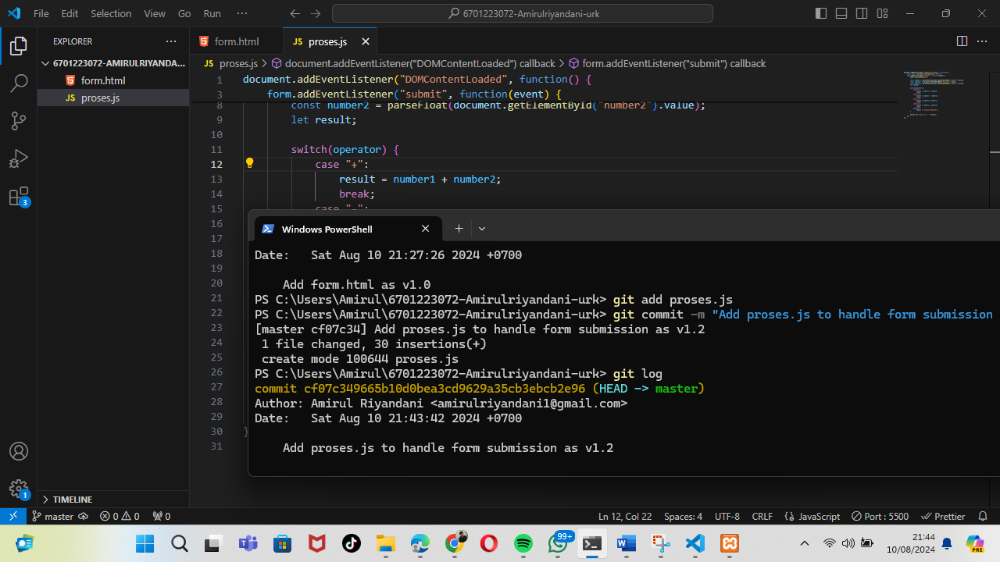 File Edit Selection View Go Run ··· 6701223072-Amirulriyandani-urk
EXPLORER ···
6701223072-AMIRULRIYANDA...
form.html
JS proses.js
3
1
TIMELINE
form.html JS proses.js
JS proses.js > document.addEventListener("DOMContentLoaded") callback > form.addEventListener("submit") callback
1 document.addEventListener("DOMContentLoaded", function() {
3 form.addEventListener("submit", function(event) {
8 const number2 = parseFloat(document.getElementById("number2").value);
9 let result;
10
11 switch(operator) {
12 case "+":
13 result = number1 + number2;
14 break;
15 case "-":
16
17
18
19
20
21
22
23
24
25
26
27
28
29
30 }
31
Windows PowerShell
Date:   Sat Aug 10 21:27:26 2024 +0700
Add form.html as v1.0
PS C:\Users\Amirul\6701223072-Amirulriyandani-urk> git add proses.js
PS C:\Users\Amirul\6701223072-Amirulriyandani-urk> git commit -m "Add proses.js to handle form submission
[master cf07c34] Add proses.js to handle form submission as v1.2
1 file changed, 30 insertions(+)
create mode 100644 proses.js
PS C:\Users\Amirul\6701223072-Amirulriyandani-urk> git log
commit cf07c349665b10d0bea3cd9629a35cb3ebcb2e96 (HEAD -> master)
Author: Amirul Riyandani <amirulriyandani1@gmail.com>
Date:   Sat Aug 10 21:43:42 2024 +0700
Add proses.js to handle form submission as v1.2
master 0 0 0 Ln 12, Col 22 Spaces: 4 UTF-8 CRLF {} JavaScript Port : 5500 Prettier
99+
21:44
10/08/2024
PRE